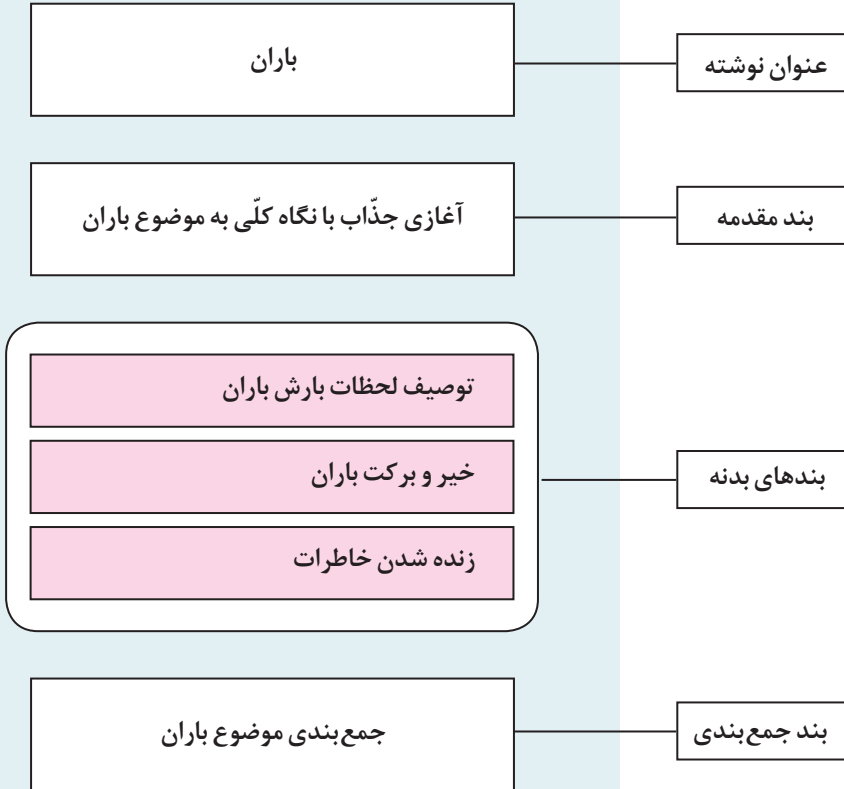 عنوان نوشته
باران
بند مقدمه
آغازی جذّاب با نگاه کلّی به موضوع باران
بندهای بدنه
توصیف لحظات بارش باران
خیر و برکت باران
زنده شدن خاطرات
بند جمع‌بندی
جمع‌بندی موضوع باران